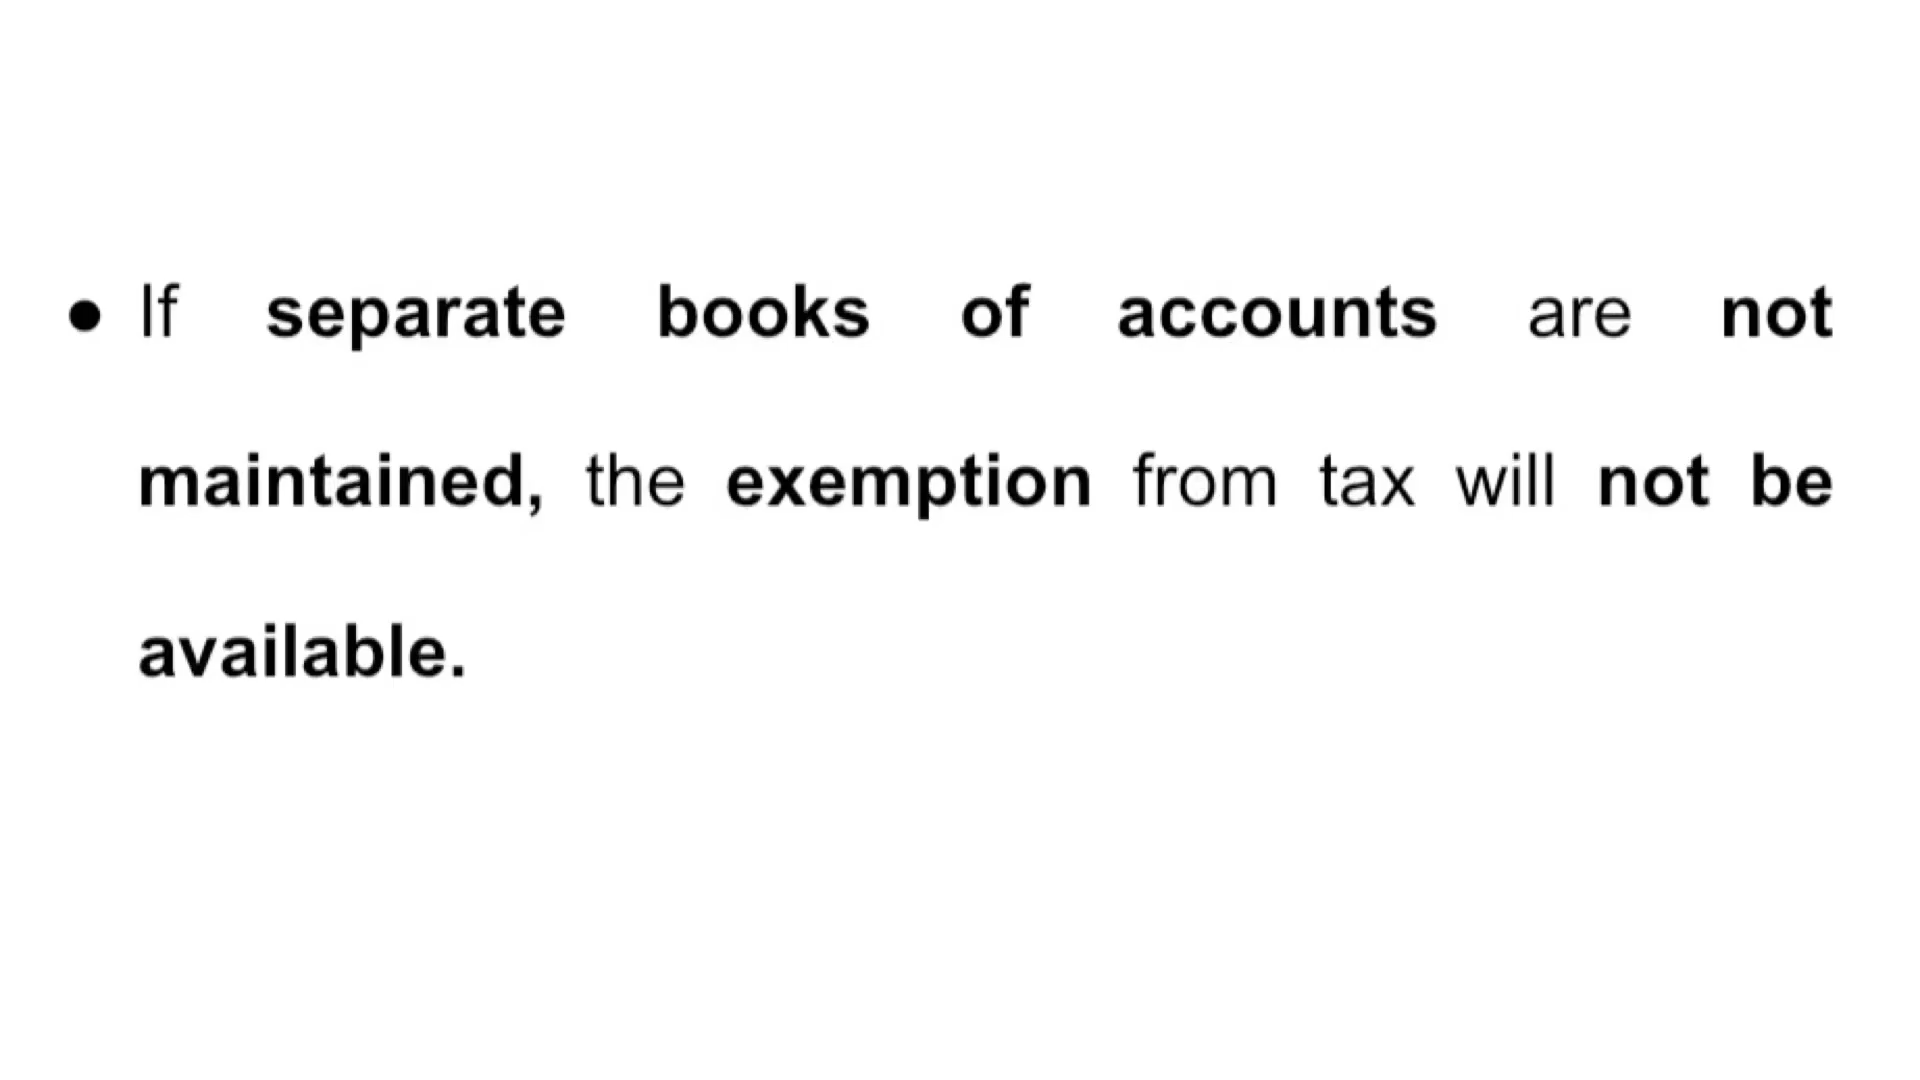 ● If separate books of accounts are not
maintained, the exemption from tax will not be
available.